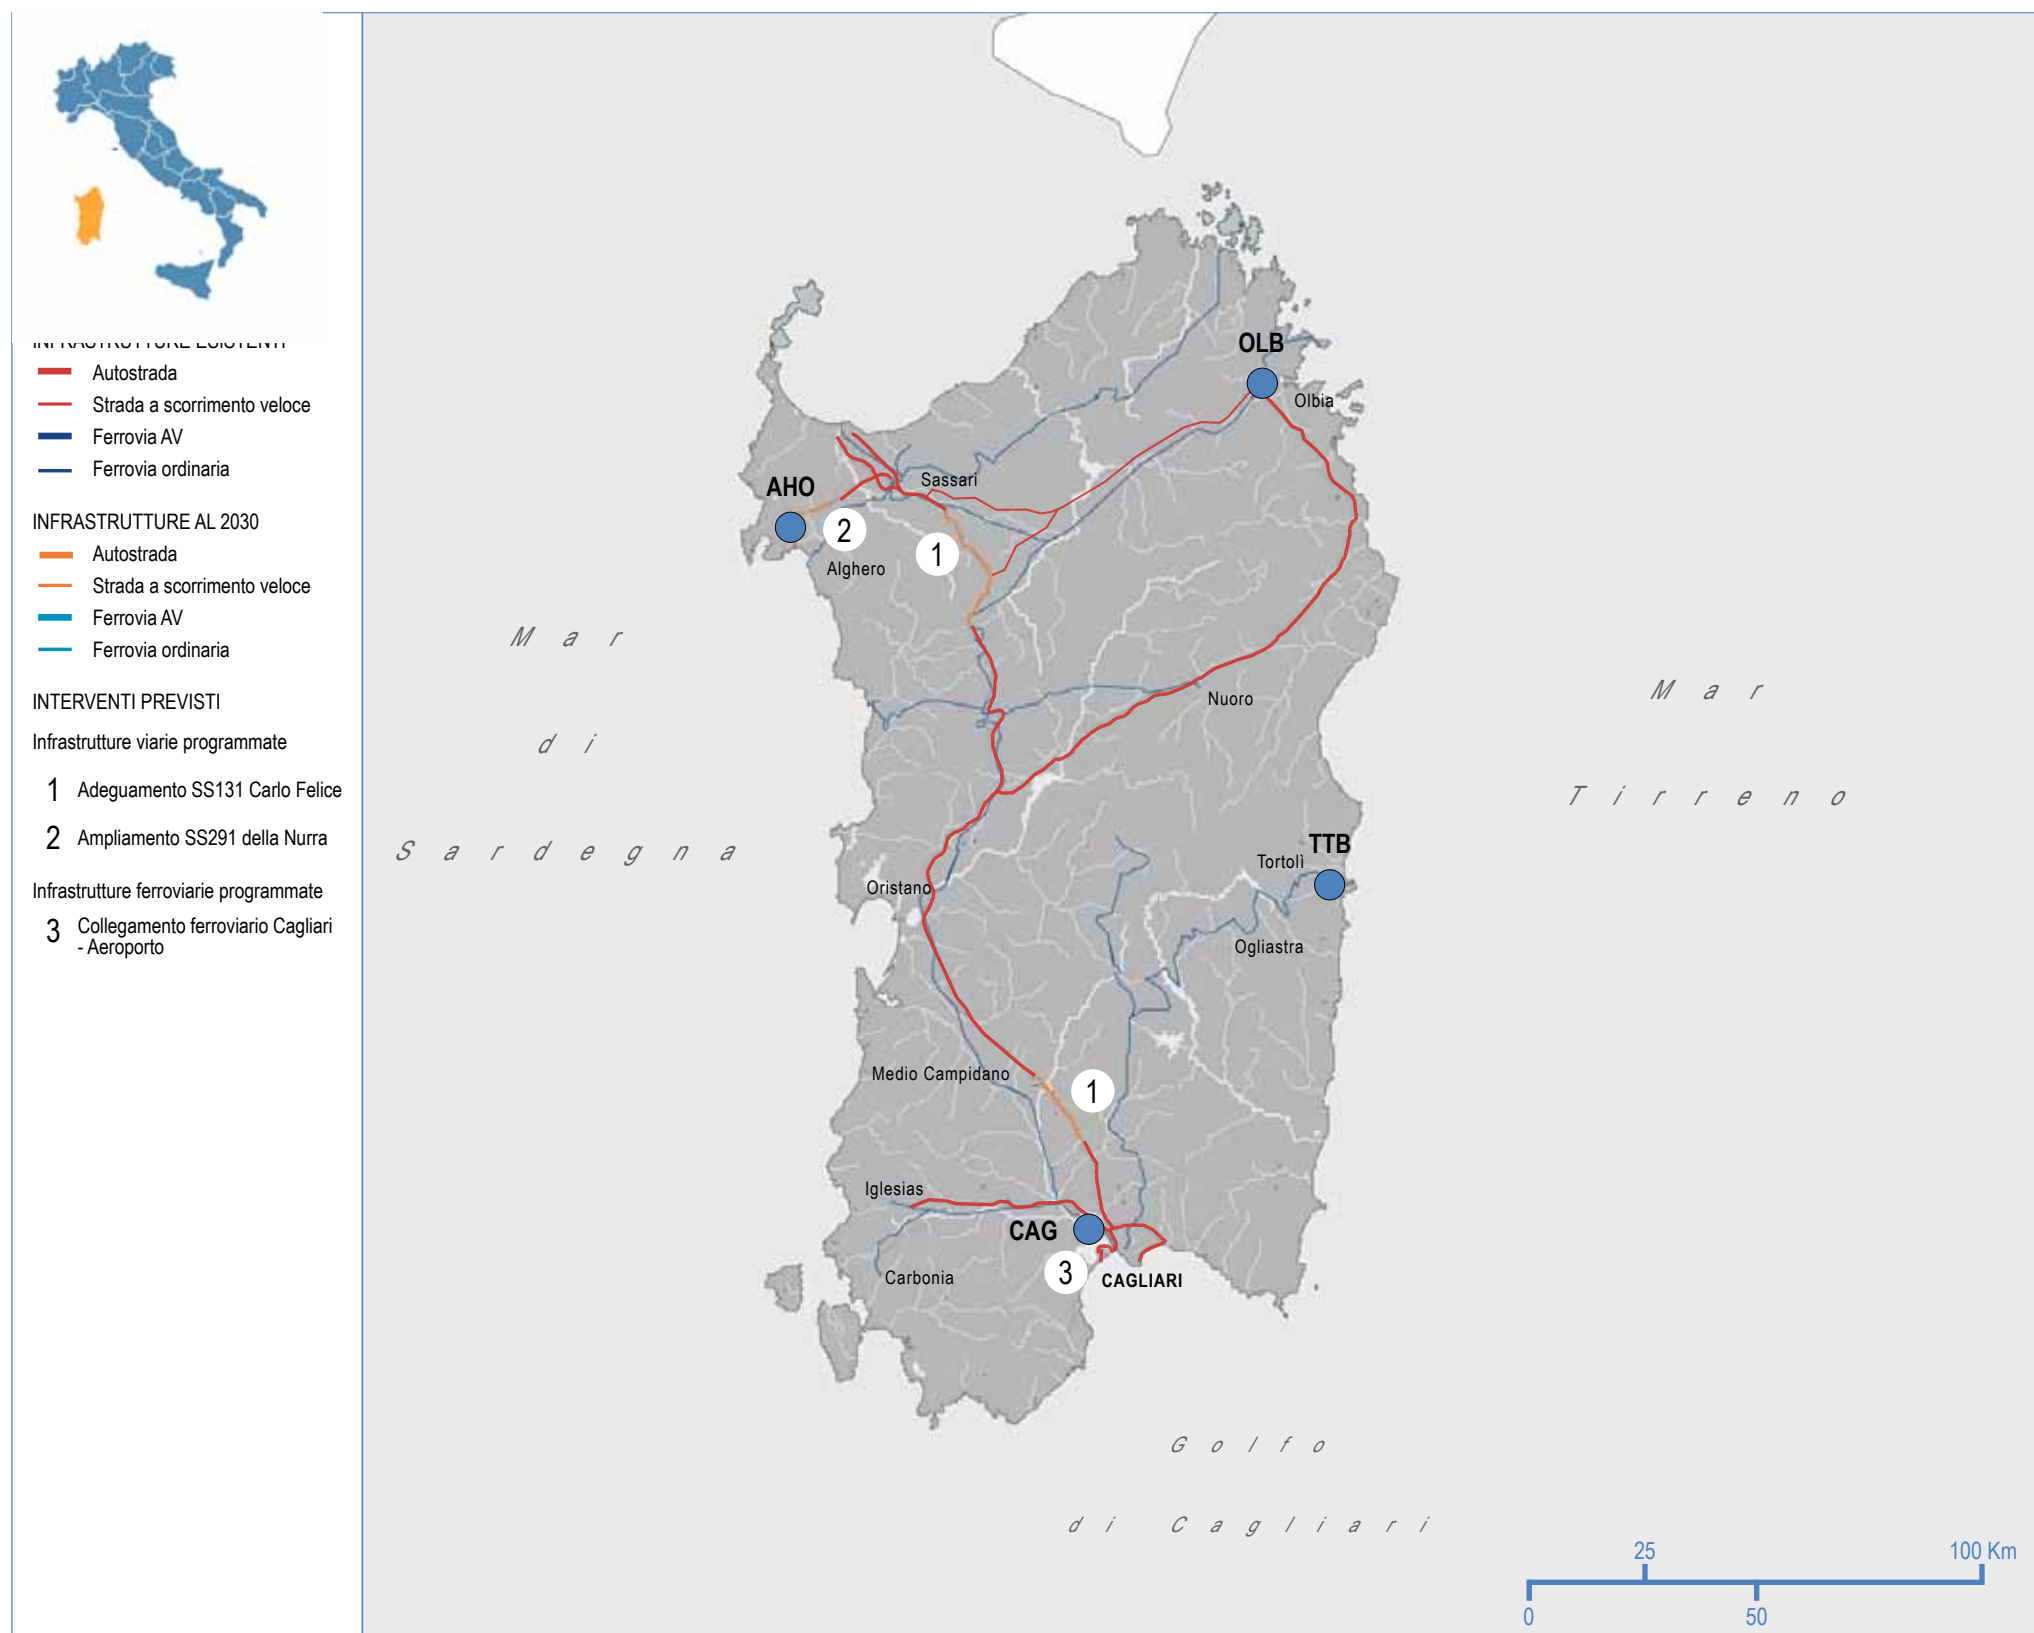 INFRASTRUTTURE ESISTENTI
Autostrada
Strada a scorrimento veloce
Ferrovia AV
Ferrovia ordinaria
INFRASTRUTTURE AL 2030
Autostrada
Strada a scorrimento veloce
Ferrovia AV
Ferrovia ordinaria
INTERVENTI PREVISTI
Infrastrutture viarie programmate
1 Adeguamento SS131 Carlo Felice
2 Ampliamento SS291 della Nurra
Infrastrutture ferroviarie programmate
3 Collegamento ferroviario Cagliari
- Aeroporto
OLB
Olbia
Sassari
AHO
2
1
Alghero
Mar
di
Sardegna
Nuoro
Mar
Tirreno
TTB
Tortolì
Oristano
Ogliastra
Medio Campidano
1
Iglesias
CAG
3
CAGLIARI
Carbonia
Golfo
di Cagliari
25
100 Km
0
50